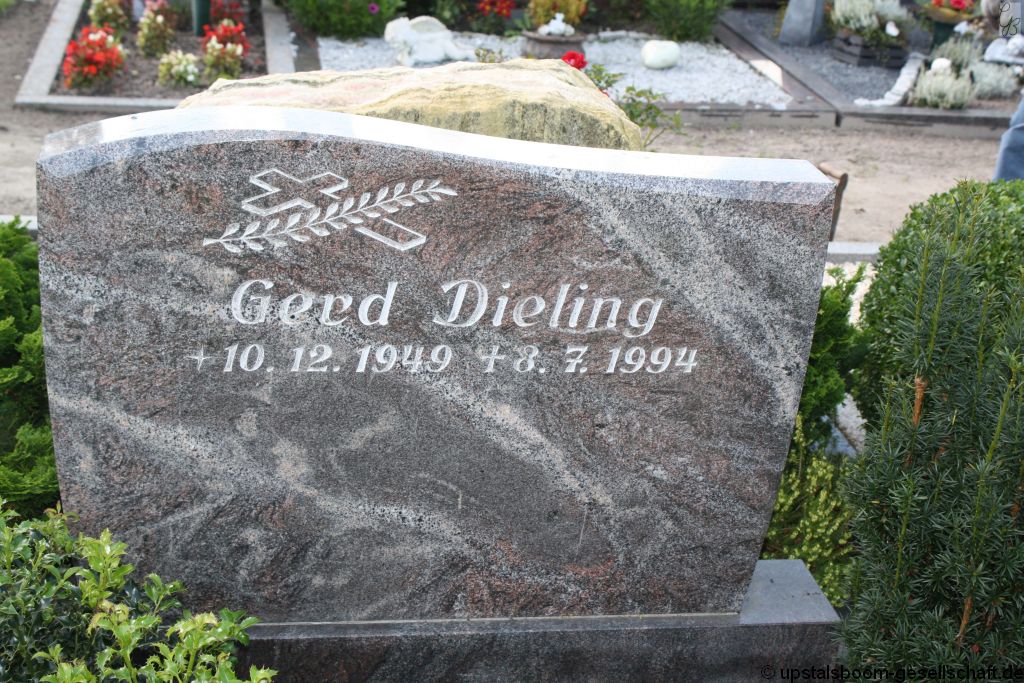 Gerd Dieling
+ 10. 12. 1949 † 8. 7. 1994
© upstalsboom-gesellschaft.de